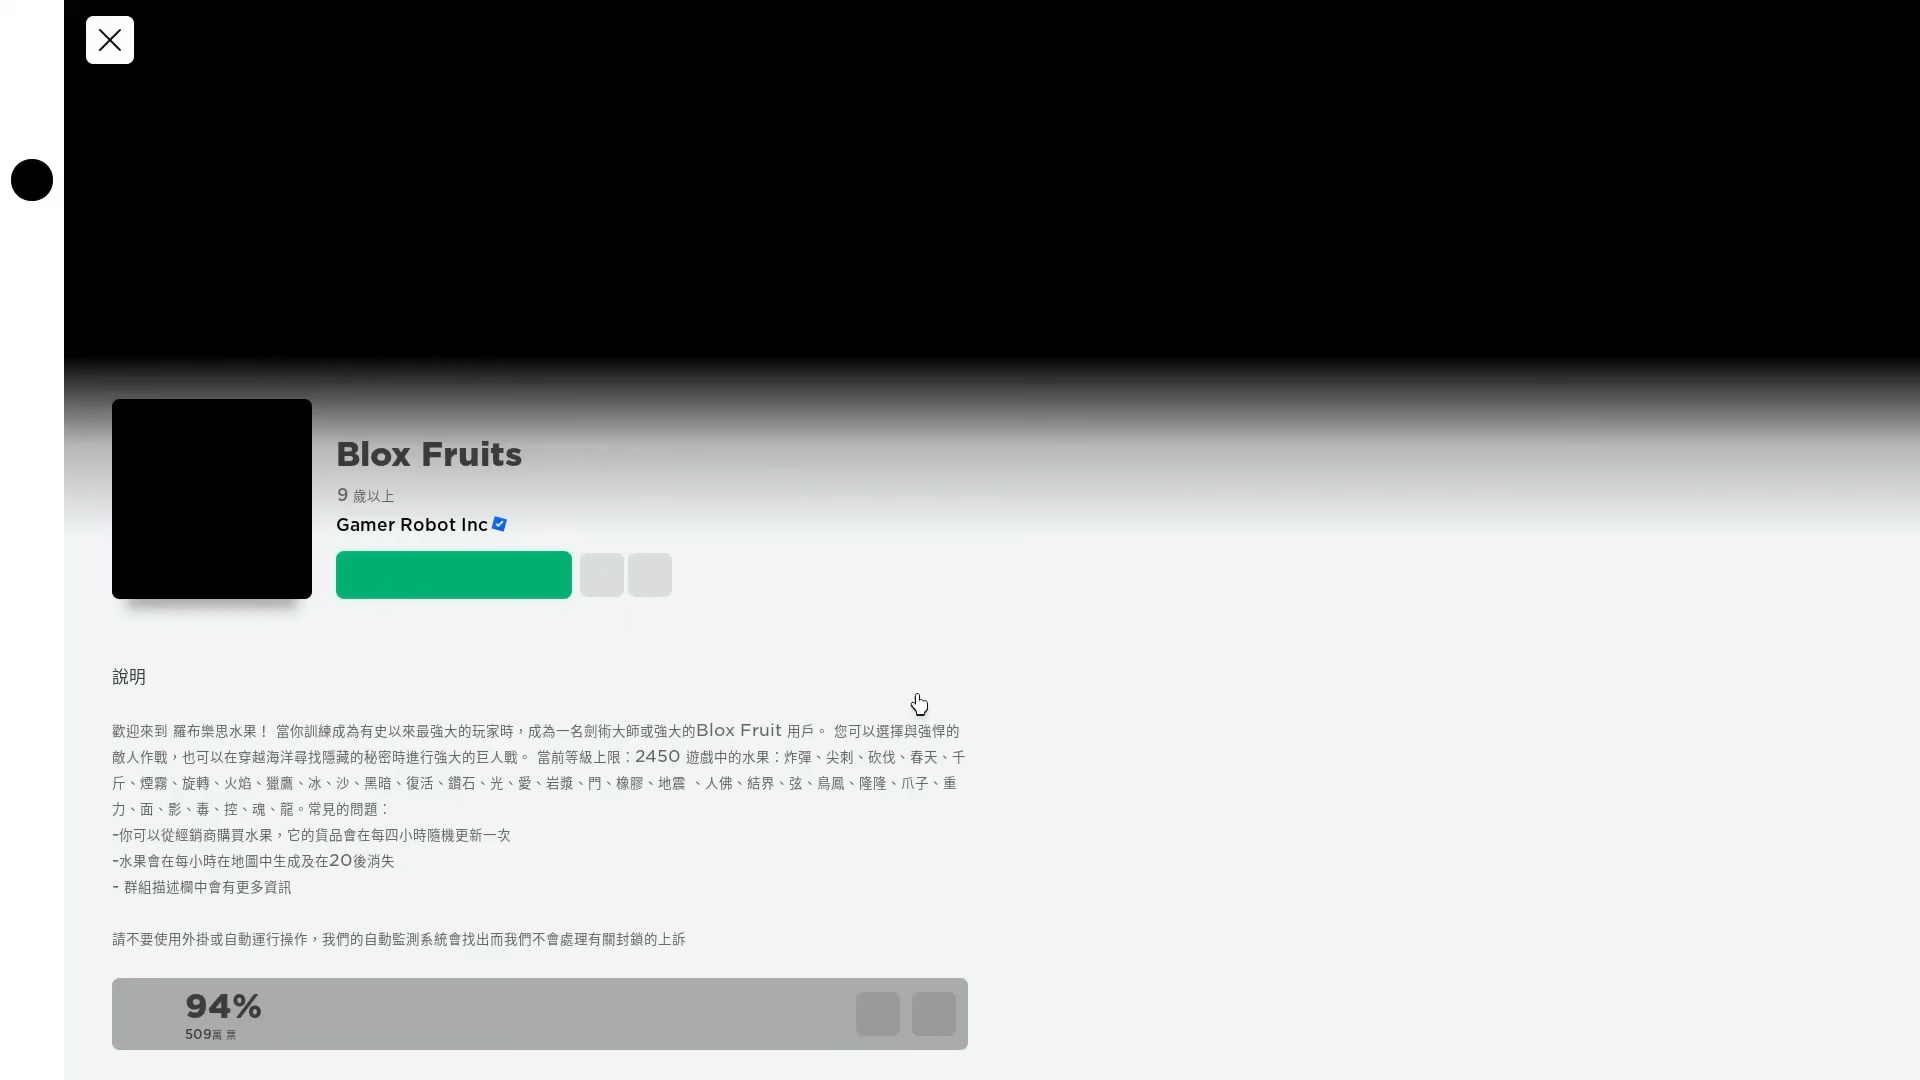 Blox Fruits
9 歲以上
Gamer Robot Inc
說明
歡迎來到 羅布樂思水果！ 當你訓練成為有史以來最強大的玩家時，成為一名劍術大師或強大的Blox Fruit 用戶。 您可以選擇與強悍的
敵人作戰，也可以在穿越海洋尋找隱藏的秘密時進行強大的巨人戰。 當前等級上限：2450 遊戲中的水果：炸彈、尖刺、砍伐、春天、千
斤、煙霧、旋轉、火焰、獵鷹、冰、沙、黑暗、復活、鑽石、光、愛、岩漿、門、橡膠、地震 、人佛、結界、弦、鳥鳳、隆隆、爪子、重
力、面、影、毒、控、魂、龍。常見的問題：
-你可以從經銷商購買水果，它的貨品會在每四小時隨機更新一次
-水果會在每小時在地圖中生成及在20後消失
- 群組描述欄中會有更多資訊
請不要使用外掛或自動運行操作，我們的自動監測系統會找出而我們不會處理有關封鎖的上訴
94%
509萬 票